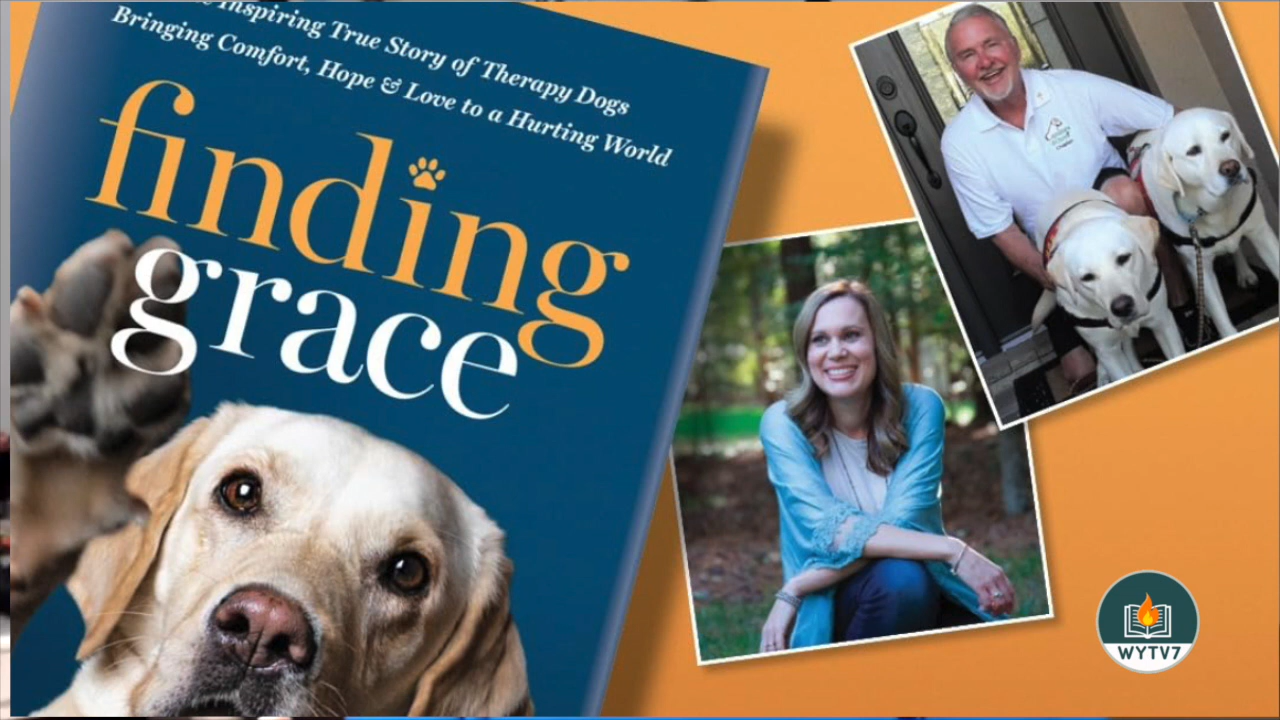 Inspiring True Story of Therapy Dogs
Bringing Comfort, Hope & Love to a Hurting World
finding
grace
WYTV7